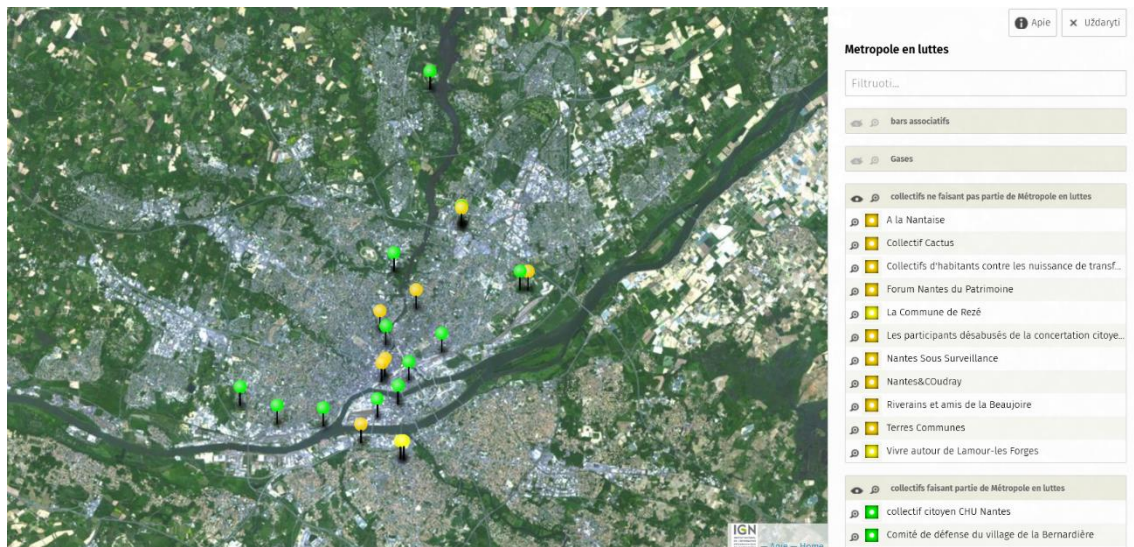 Apie
× Uždaryti
Metropole en luttes
Filtruoti...
bars associatifs
Gases
collectifs ne faisant pas partie de Métropole en luttes
A la Nantaise
Collectif Cactus
Collectifs d'habitants contre les nuissance de transf...
Forum Nantes du Patrimoine
La Commune de Rezé
Les participants désabusés de la concertation citoye...
Nantes Sous Surveillance
Nantes&COudray
Riverains et amis de la Beaujoire
Terres Communes
Vivre autour de Lamour-les Forges
collectifs faisant partie de Métropole en luttes
collectif citoyen CHU Nantes
Comité de défense du village de la Bernardière
IGN
— Apie — Home